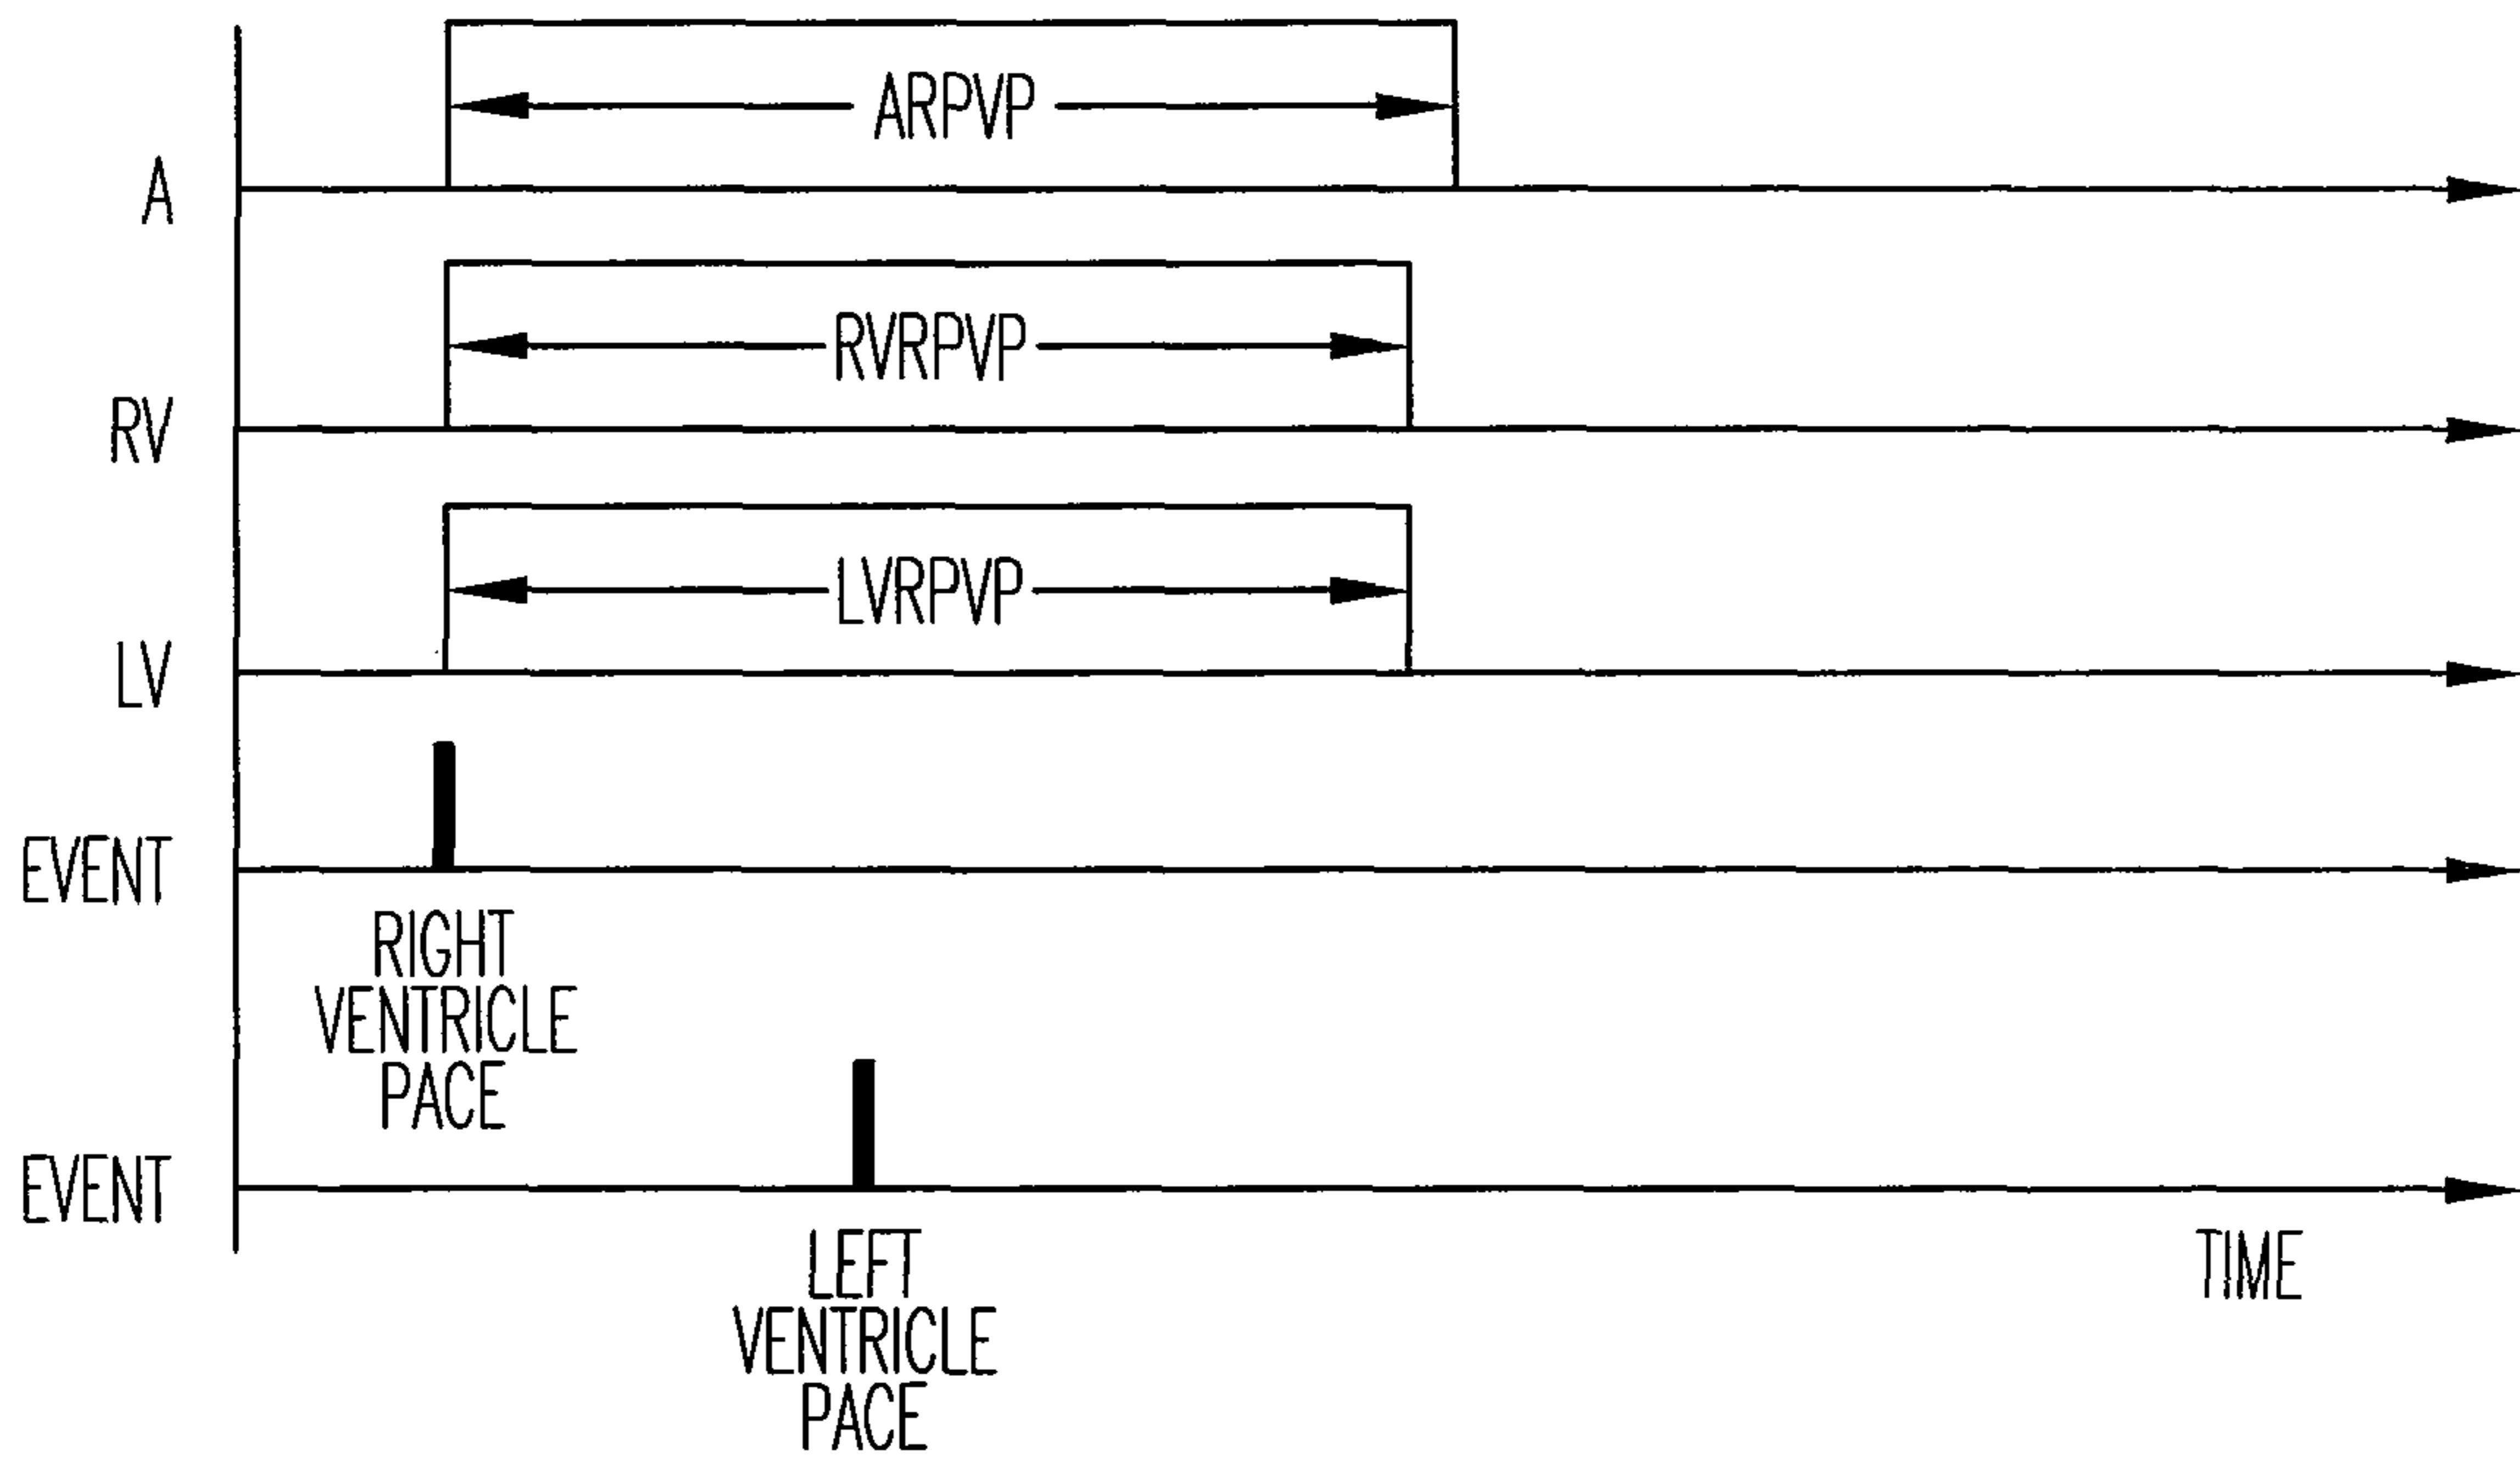 ARPVP
A
RVRPVP
RV
LVRPVP
LV
EVENT
RIGHT
VENTRICLE
PACE
EVENT
LEFT
VENTRICLE
PACE
TIME